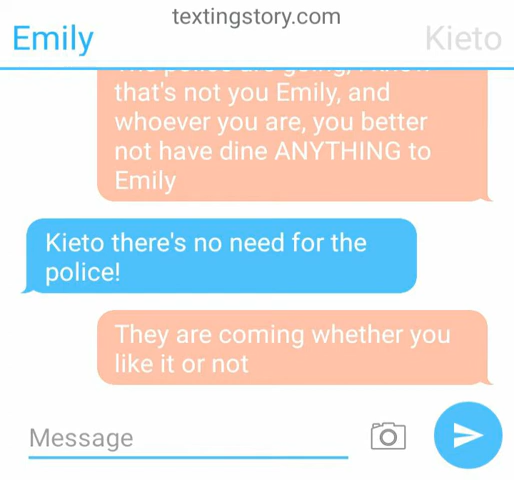 textingstory.com
Emily
Kieto
that's not you Emily, and
whoever you are, you better
not have dine ANYTHING to
Emily
Kieto there's no need for the
police!
They are coming whether you
like it or not
Message